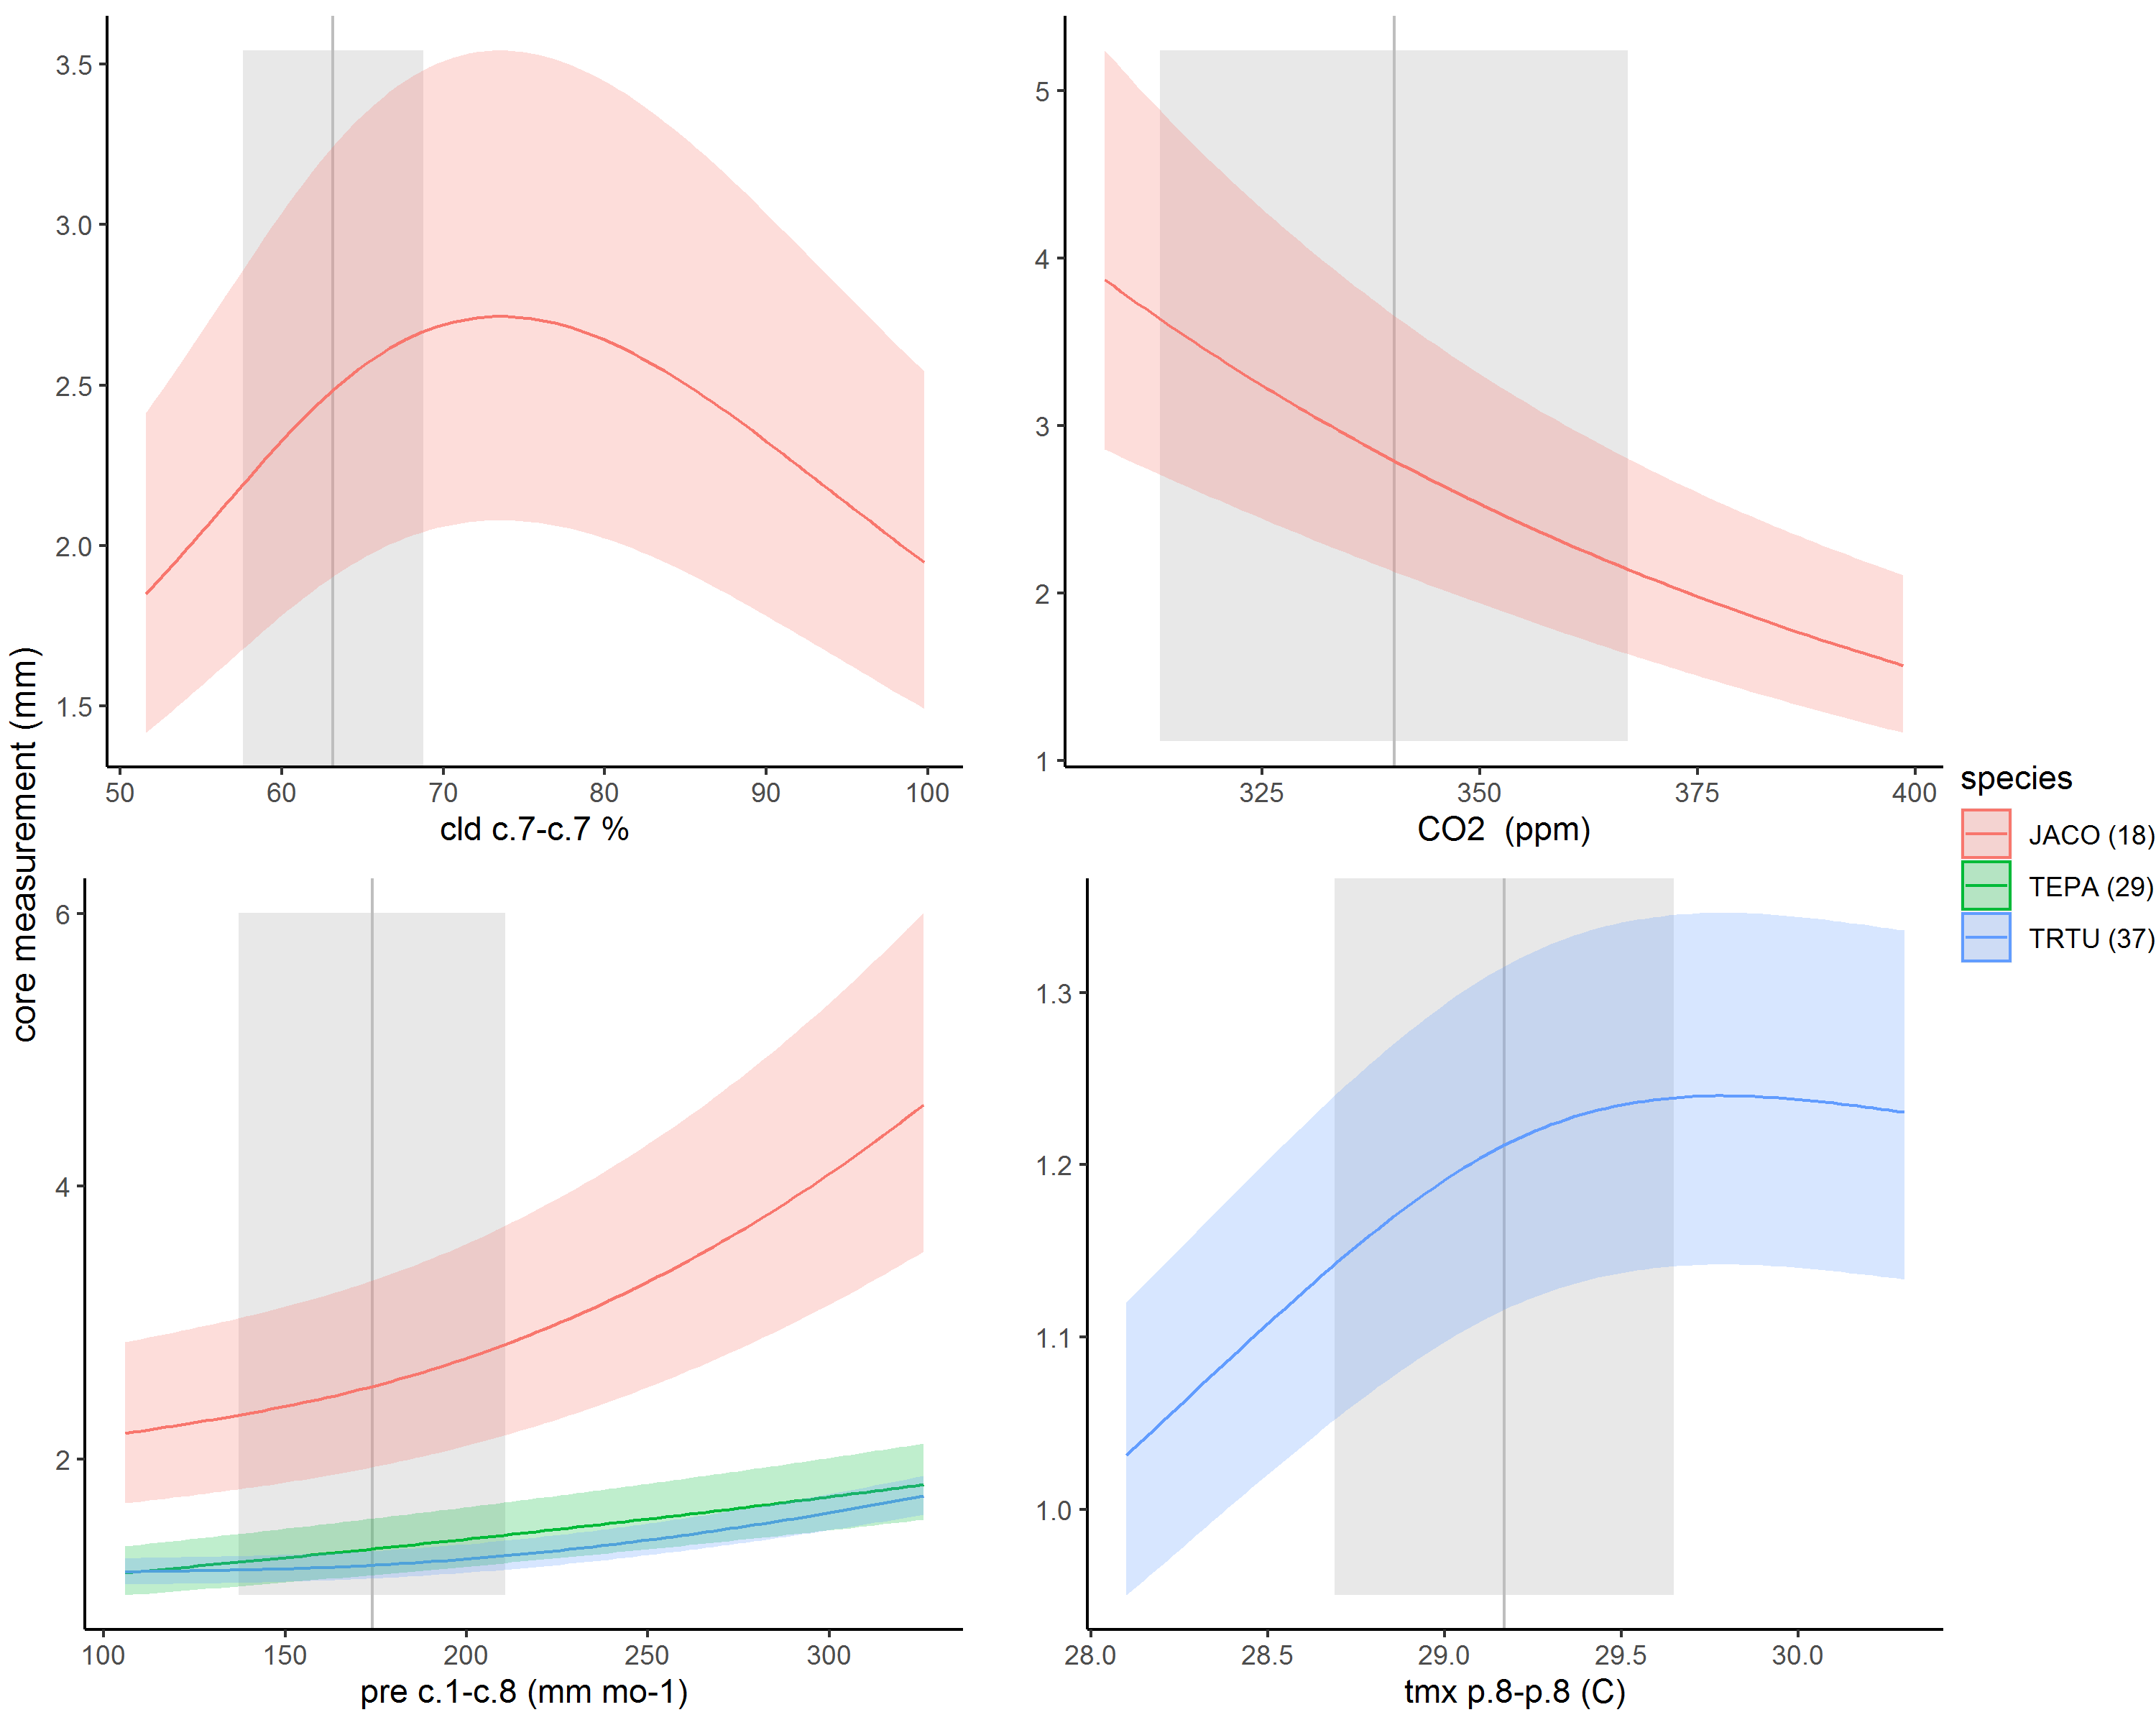 core measurement (mm)
3.5
3.0
2.5
2.0
1.5
50 60 70 80 90 100
cld c.7-c.7 %
5
4
3
2
1
325 350 375 400
CO2 (ppm)
6
4
2
100 150 200 250 300
pre c.1-c.8 (mm mo-1)
1.3
1.2
1.1
1.0
28.0 28.5 29.0 29.5 30.0
tmx p.8-p.8 (C)
species
JACO (18)
TEPA (29)
TRTU (37)